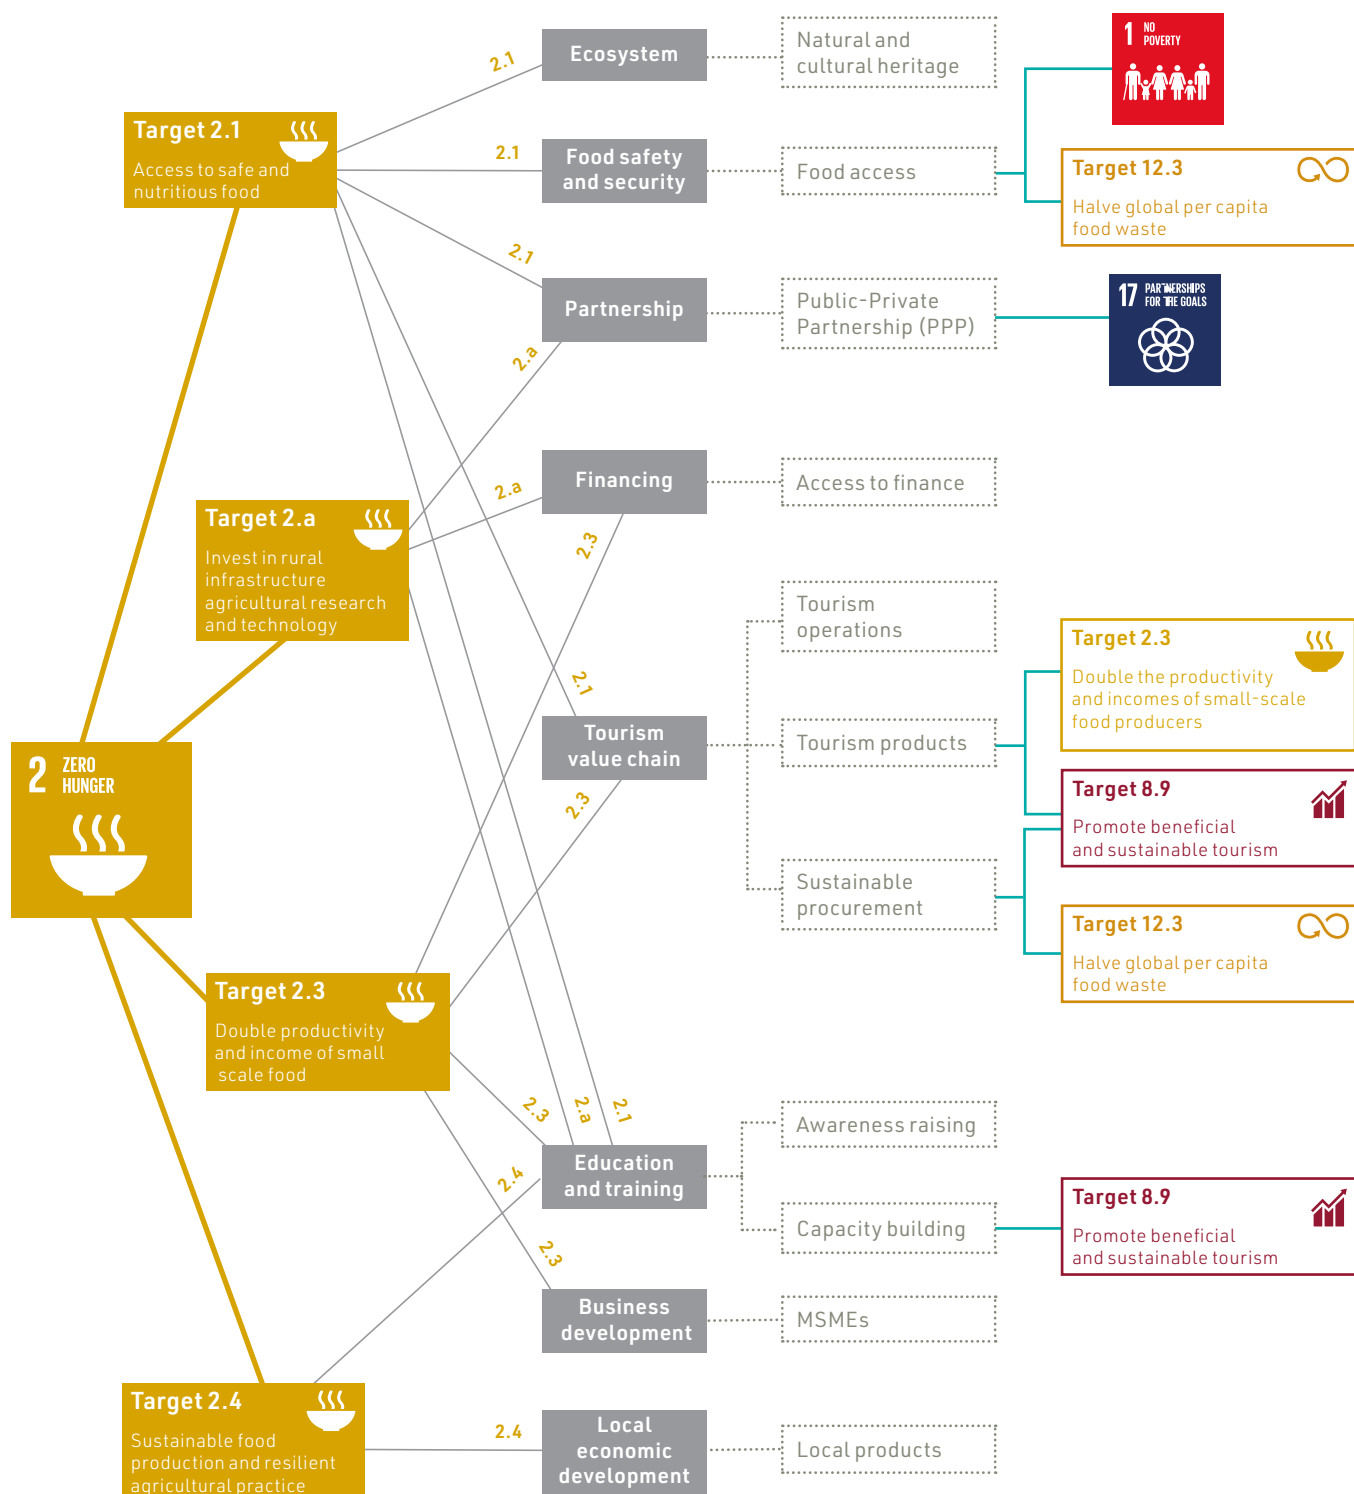 2 ZERO
HUNGER
Target 2.1
Access to safe and
nutritious food
Target 2.a
Invest in rural
infrastructure
agricultural research
and technology
Target 2.3
Double productivity
and income of small
scale food
Target 2.4
Sustainable food
production and resilient
agricultural practice
2.1
2.1
2.1
2.a
2.a
2.3
2.1
2.3
2.3
2.a
2.1
2.4
2.3
2.4
Ecosystem
Food safety
and security
Partnership
Financing
Tourism
value chain
Education
and training
Business
development
Local
economic
development
Natural and
cultural heritage
Food access
Public-Private
Partnership (PPP)
Access to finance
Tourism
operations
Tourism products
Sustainable
procurement
Awareness raising
Capacity building
MSMEs
Local products
1 NO
POVERTY
Target 12.3
Halve global per capita
food waste
17 PARTNERSHIPS
FOR THE GOALS
Target 2.3
Double the productivity
and incomes of small-scale
food producers
Target 8.9
Promote beneficial
and sustainable tourism
Target 12.3
Halve global per capita
food waste
Target 8.9
Promote beneficial
and sustainable tourism